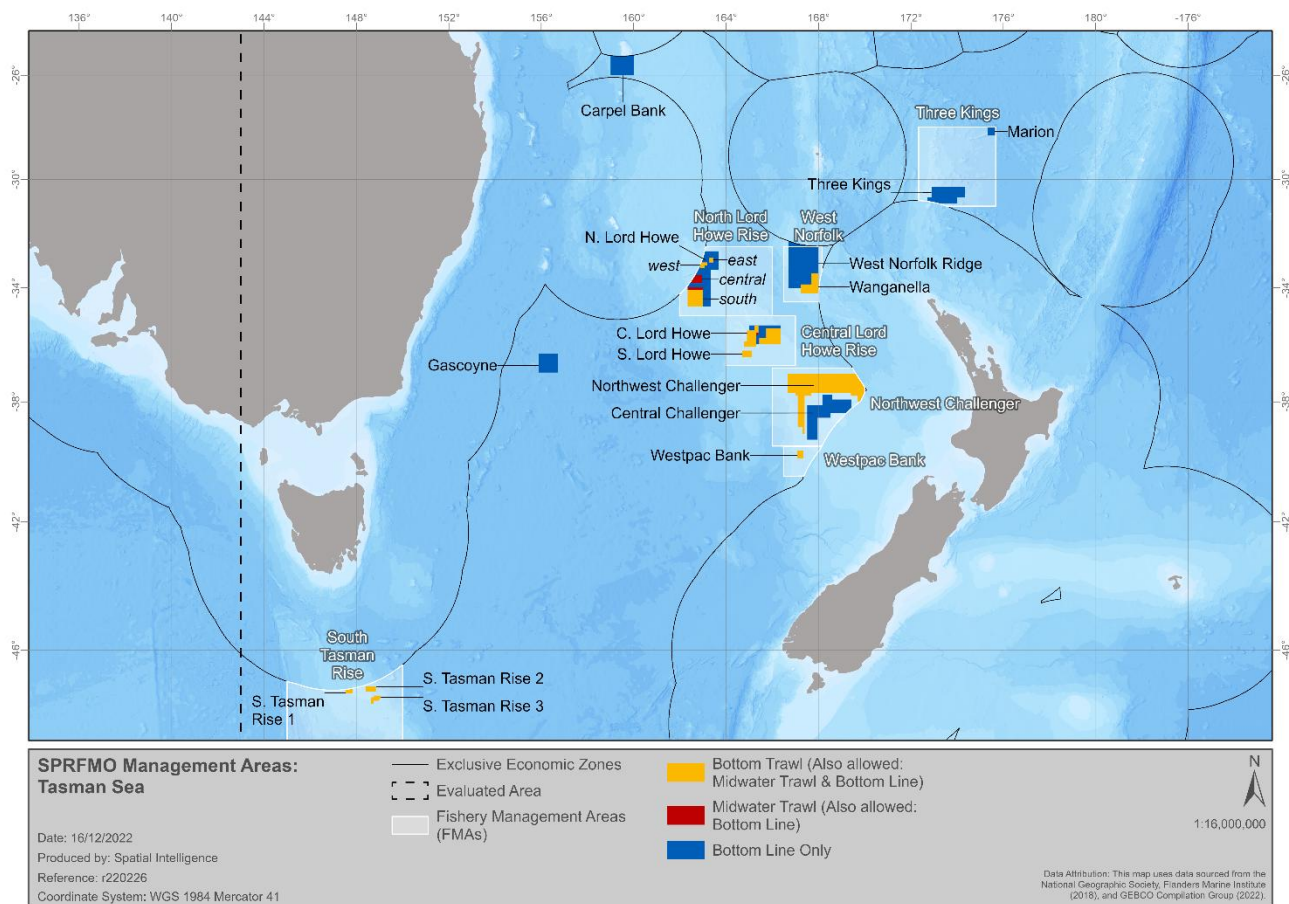 136°
140°
144°
148°
152°
156°
160°
164°
168°
172°
176°
180°
-176°
-26°
-30°
-34°
-38°
-42°
-46°
-26°
-30°
-34°
-38°
-42°
-46°
Carpel Bank
Three Kings
Marion
Three Kings
North Lord
Howe Rise
West
Norfolk
N. Lord Howe
west
east
central
south
West Norfolk Ridge
Wanganella
C. Lord Howe
S. Lord Howe
Central Lord
Howe Rise
Gascoyne
Northwest Challenger
Central Challenger
Northwest Challenger
Westpac Bank
Westpac Bank
South
Tasman
Rise
S. Tasman
Rise 1
S. Tasman Rise 2
S. Tasman Rise 3
SPRFMO Management Areas:
Tasman Sea
Date: 16/12/2022
Produced by: Spatial Intelligence
Reference: r220226
Coordinate System: WGS 1984 Mercator 41
Exclusive Economic Zones
Evaluated Area
Fishery Management Areas
(FMAs)
Bottom Trawl (Also allowed:
Midwater Trawl & Bottom Line)
Midwater Trawl (Also allowed:
Bottom Line)
Bottom Line Only
N
1:16,000,000
Data Attribution: This map uses data sourced from the
National Geographic Society, Flanders Marine Institute
(2018), and GEBCO Compilation Group (2022).